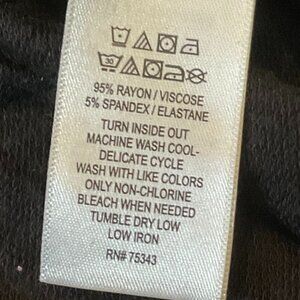 30
95% RAYON / VISCOSE
5% SPANDEX / ELASTANE
TURN INSIDE OUT
MACHINE WASH COOL-
DELICATE CYCLE
WASH WITH LIKE COLORS
ONLY NON-CHLORINE
BLEACH WHEN NEEDED
TUMBLE DRY LOW
LOW IRON
RN# 75343